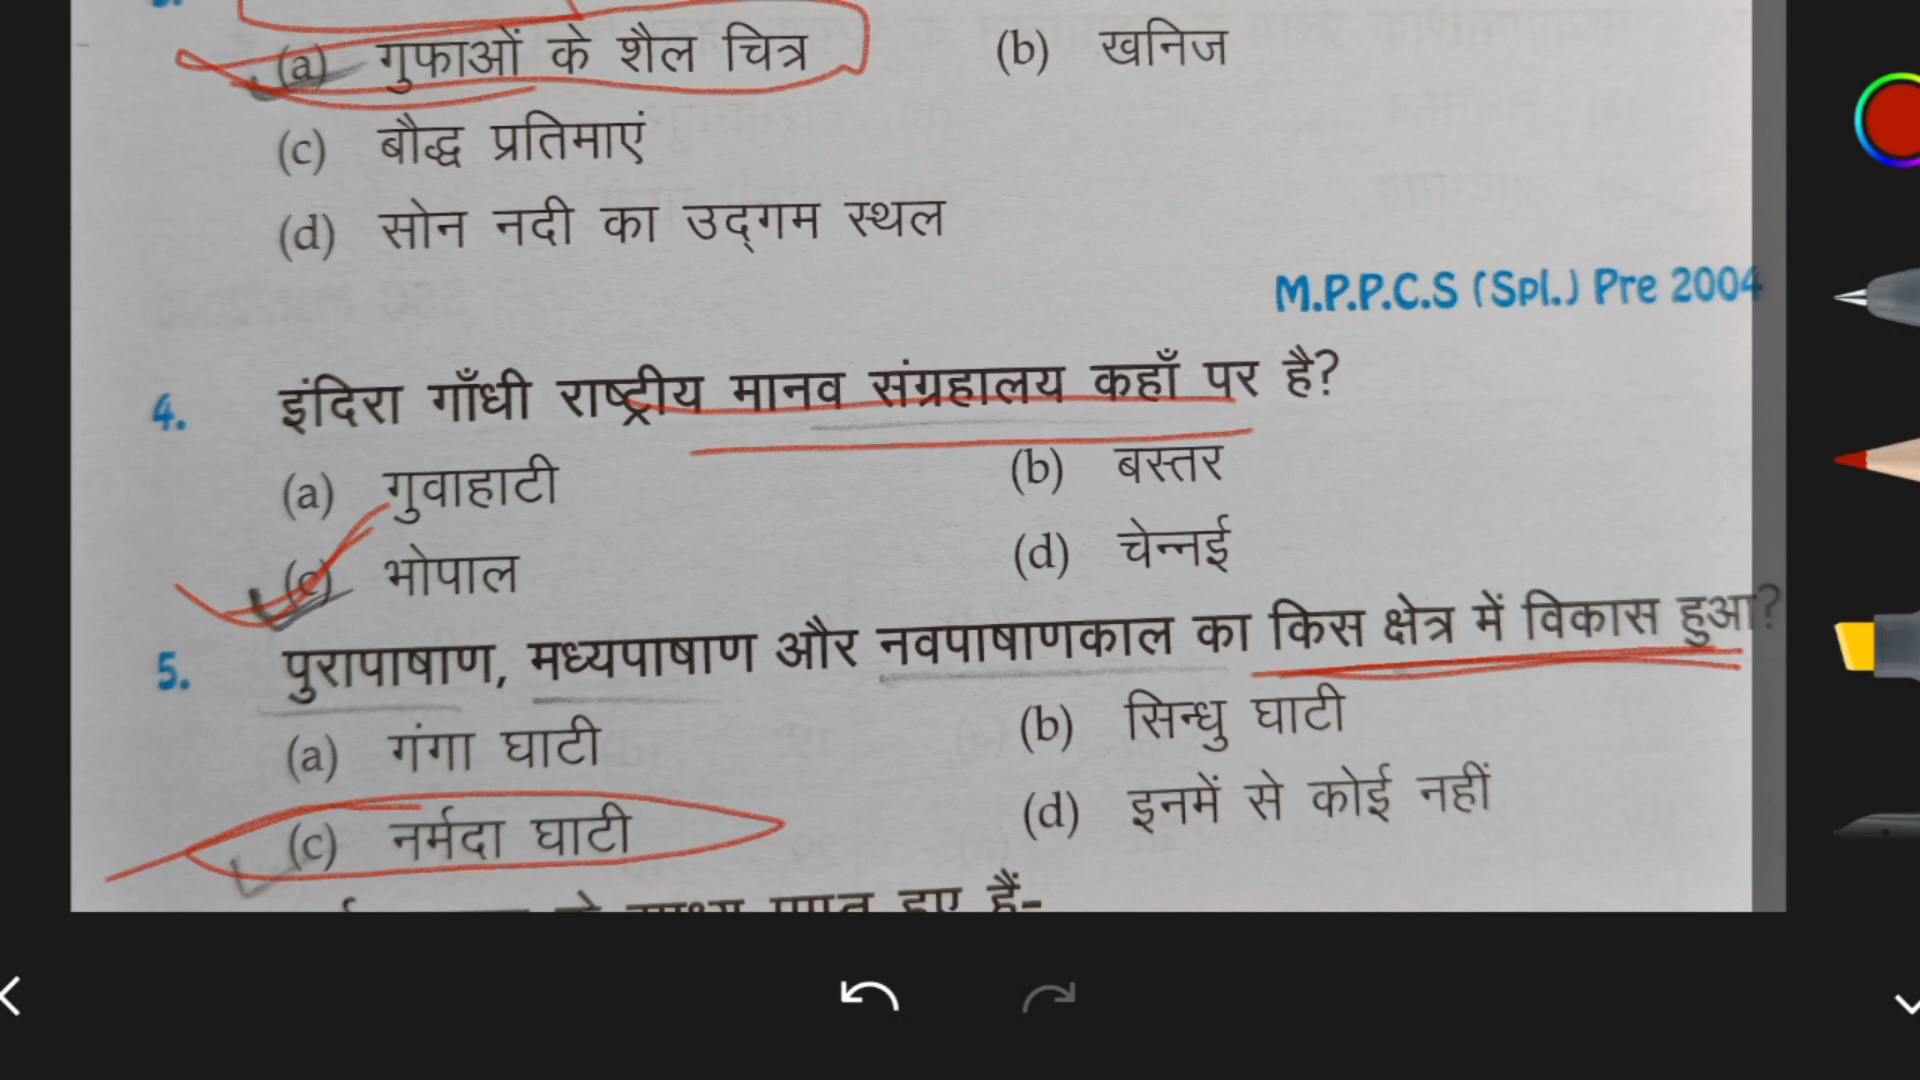 (a) गुफाओं के शैल चित्र (b) खनिज
(c) बौद्ध प्रतिमाएं
(d) सोन नदी का उद्गम स्थल
M.P.P.C.S (Spl.) Pre 2004
4. इंदिरा गाँधी राष्ट्रीय मानव संग्रहालय कहाँ पर है?
(a) गुवाहाटी (b) बस्तर
(c) भोपाल (d) चेन्नई
5. पुरापाषाण, मध्यपाषाण और नवपाषाणकाल का किस क्षेत्र में विकास हुआ?
(a) गंगा घाटी (b) सिन्धु घाटी
(c) नर्मदा घाटी (d) इनमें से कोई नहीं
हुए हैं-